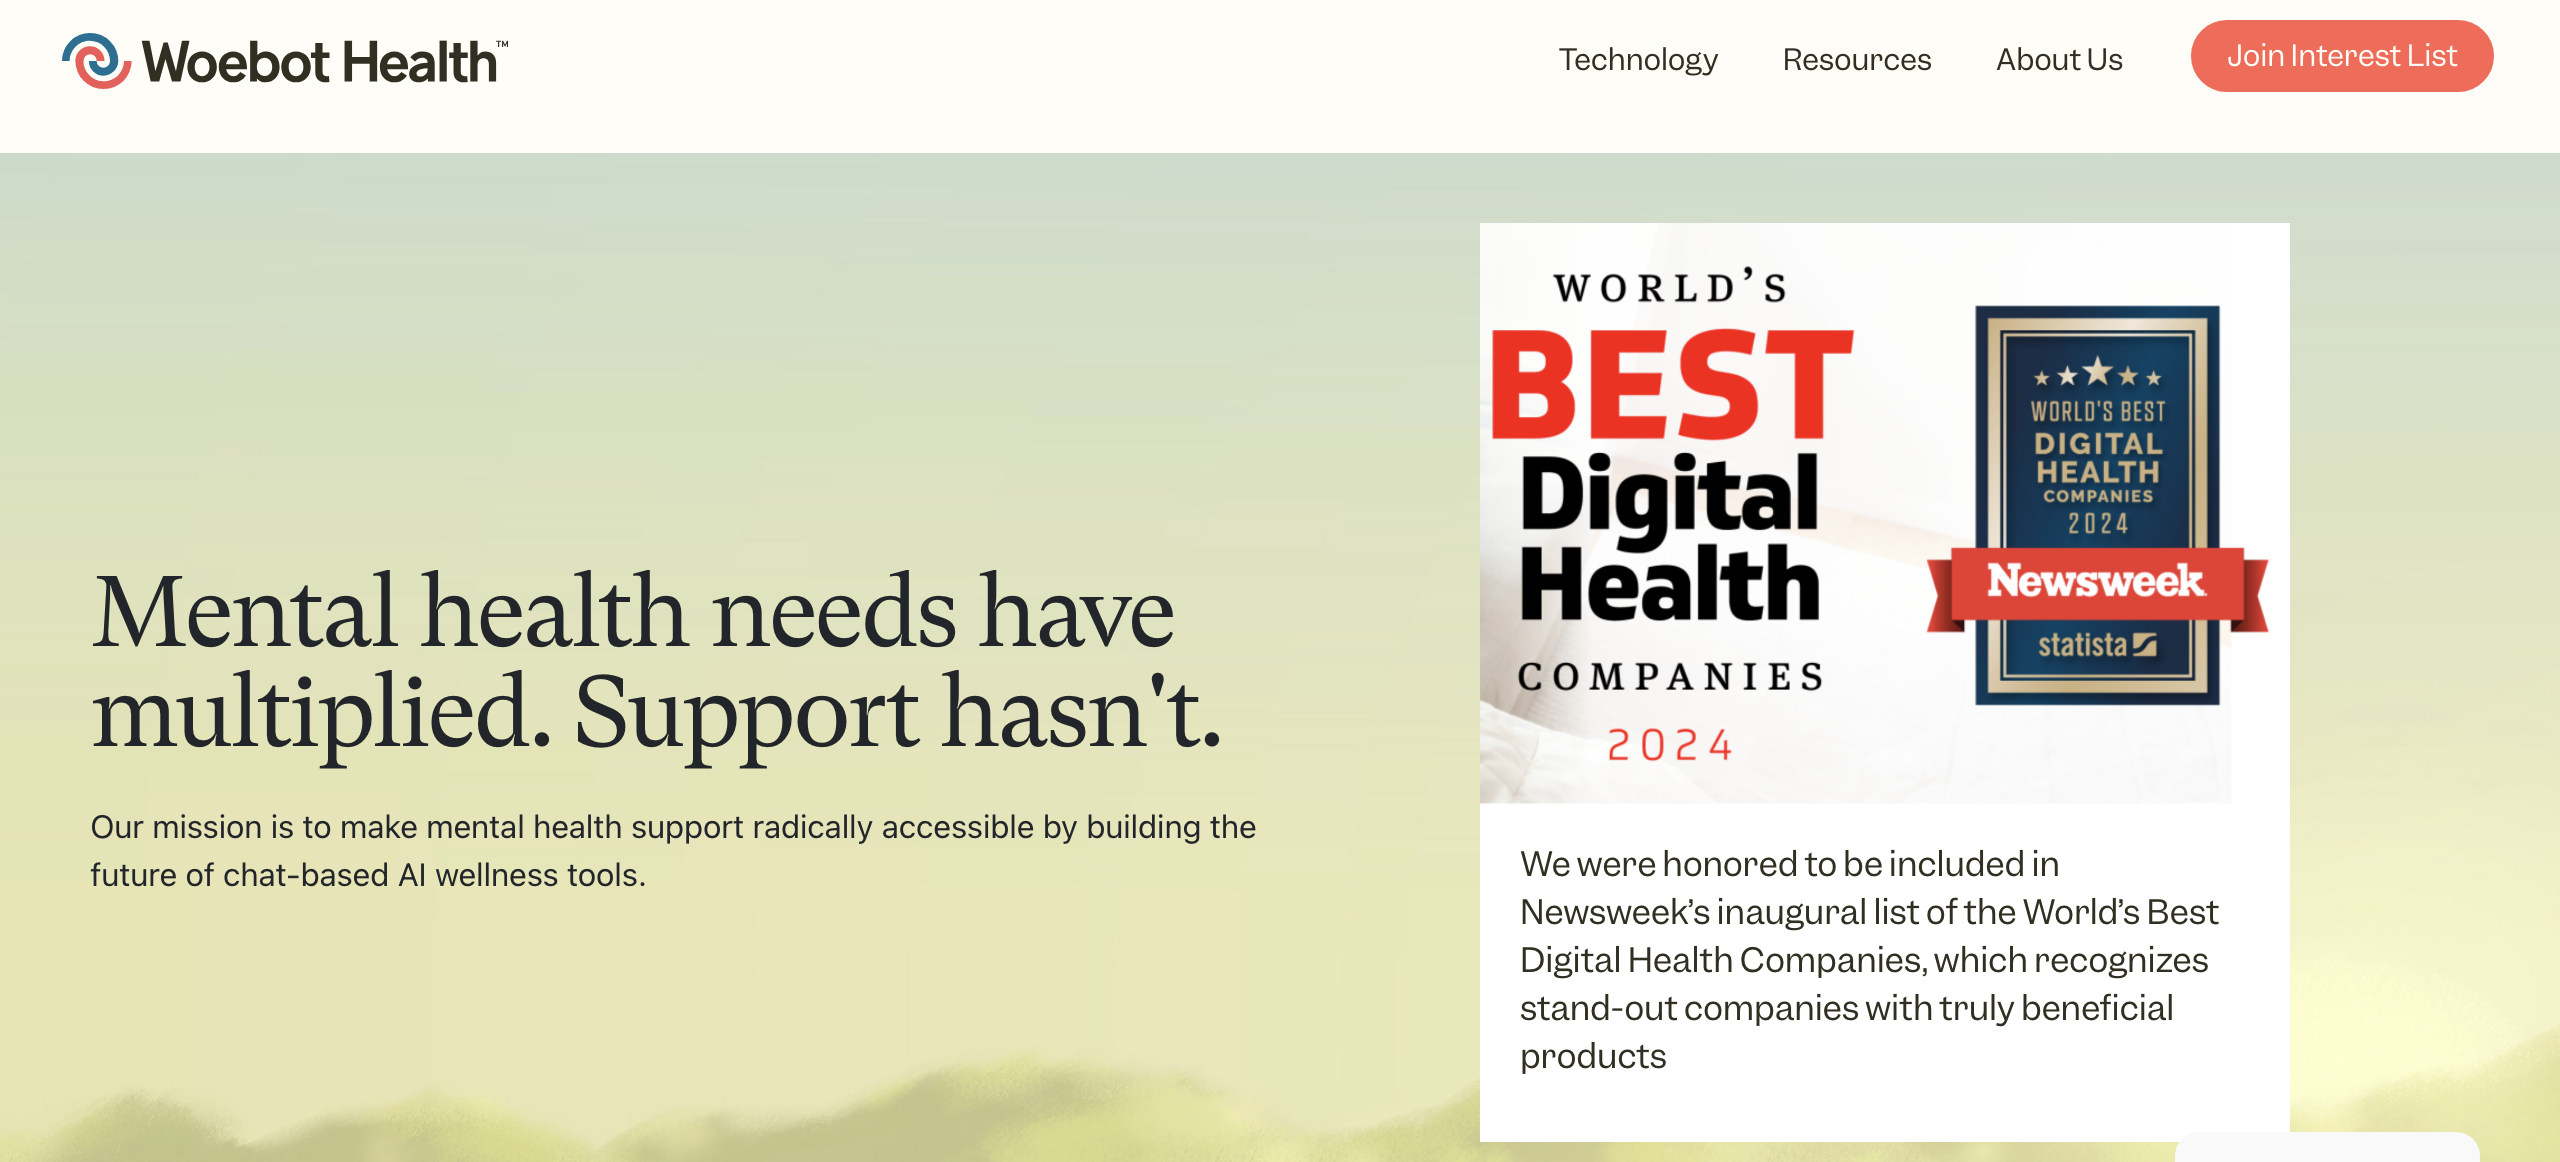 Woebot Health™
Technology
Resources
About Us
Join Interest List
Mental health needs have
multiplied. Support hasn't.
Our mission is to make mental health support radically accessible by building the
future of chat-based AI wellness tools.
WORLD’S
BEST
Digital
Health
COMPANIES
2024
WORLD'S BEST
DIGITAL
HEALTH
COMPANIES
2024
Newsweek
statista
We were honored to be included in
Newsweek’s inaugural list of the World’s Best
Digital Health Companies, which recognizes
stand-out companies with truly beneficial
products